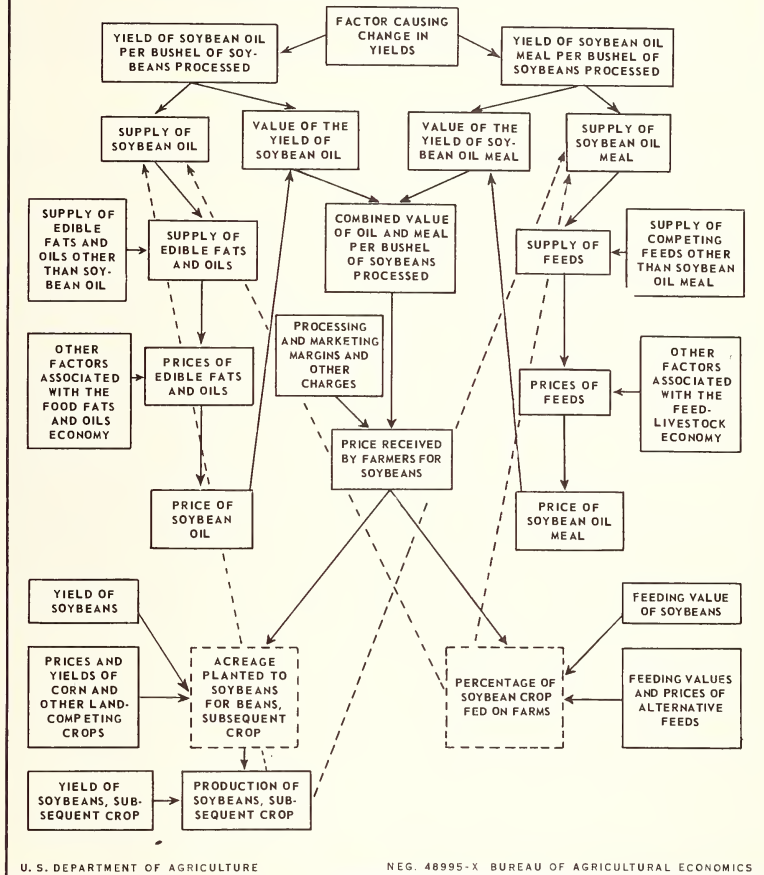 FACTOR CAUSING
CHANGE IN
YIELDS
YIELD OF SOYBEAN OIL
PER BUSHEL OF SOY-
BEANS PROCESSED
YIELD OF SOYBEAN OIL
MEAL PER BUSHEL OF
SOYBEANS PROCESSED
SUPPLY OF
SOYBEAN OIL
VALUE OF THE
YIELD OF
SOYBEAN OIL
VALUE OF THE
YIELD OF SOY-
BEAN OIL MEAL
SUPPLY OF
SOYBEAN OIL
MEAL
SUPPLY OF
EDIBLE
FATS AND
OILS OTHER
THAN SOY-
BEAN OIL
SUPPLY OF
EDIBLE FATS
AND OILS
COMBINED VALUE
OF OIL AND MEAL
PER BUSHEL
OF SOYBEANS
PROCESSED
SUPPLY
OF FEEDS
SUPPLY OF
COMPETING
FEEDS OTHER
THAN SOYBEAN
OIL MEAL
PROCESSING
AND MARKETING
MARGINS AND
OTHER
CHARGES
OTHER
FACTORS
ASSOCIATED
WITH THE
FOOD FATS
AND OILS
ECONOMY
PRICES OF
EDIBLE FATS
AND OILS
PRICES
OF FEEDS
OTHER
FACTORS
ASSOCIATED
WITH THE
FEED-
LIVESTOCK
ECONOMY
PRICE RECEIVED
BY FARMERS FOR
SOYBEANS
PRICE OF
SOYBEAN
OIL
PRICE OF
SOYBEAN OIL
MEAL
YIELD OF
SOYBEANS
FEEDING VALUE
OF SOYBEANS
PRICES AND
YIELDS OF
CORN AND
OTHER LAND-
COMPETING
CROPS
ACREAGE
PLANTED TO
SOYBEANS
FOR BEANS,
SUBSEQUENT
CROP
PERCENTAGE OF
SOYBEAN CROP
FED ON FARMS
FEEDING VALUES
AND PRICES OF
ALTERNATIVE
FEEDS
YIELD OF
SOYBEANS, SUB-
SEQUENT CROP
PRODUCTION OF
SOYBEANS, SUB-
SEQUENT CROP
U. S. DEPARTMENT OF AGRICULTURE
NEG. 48995-X BUREAU OF AGRICULTURAL ECONOMICS